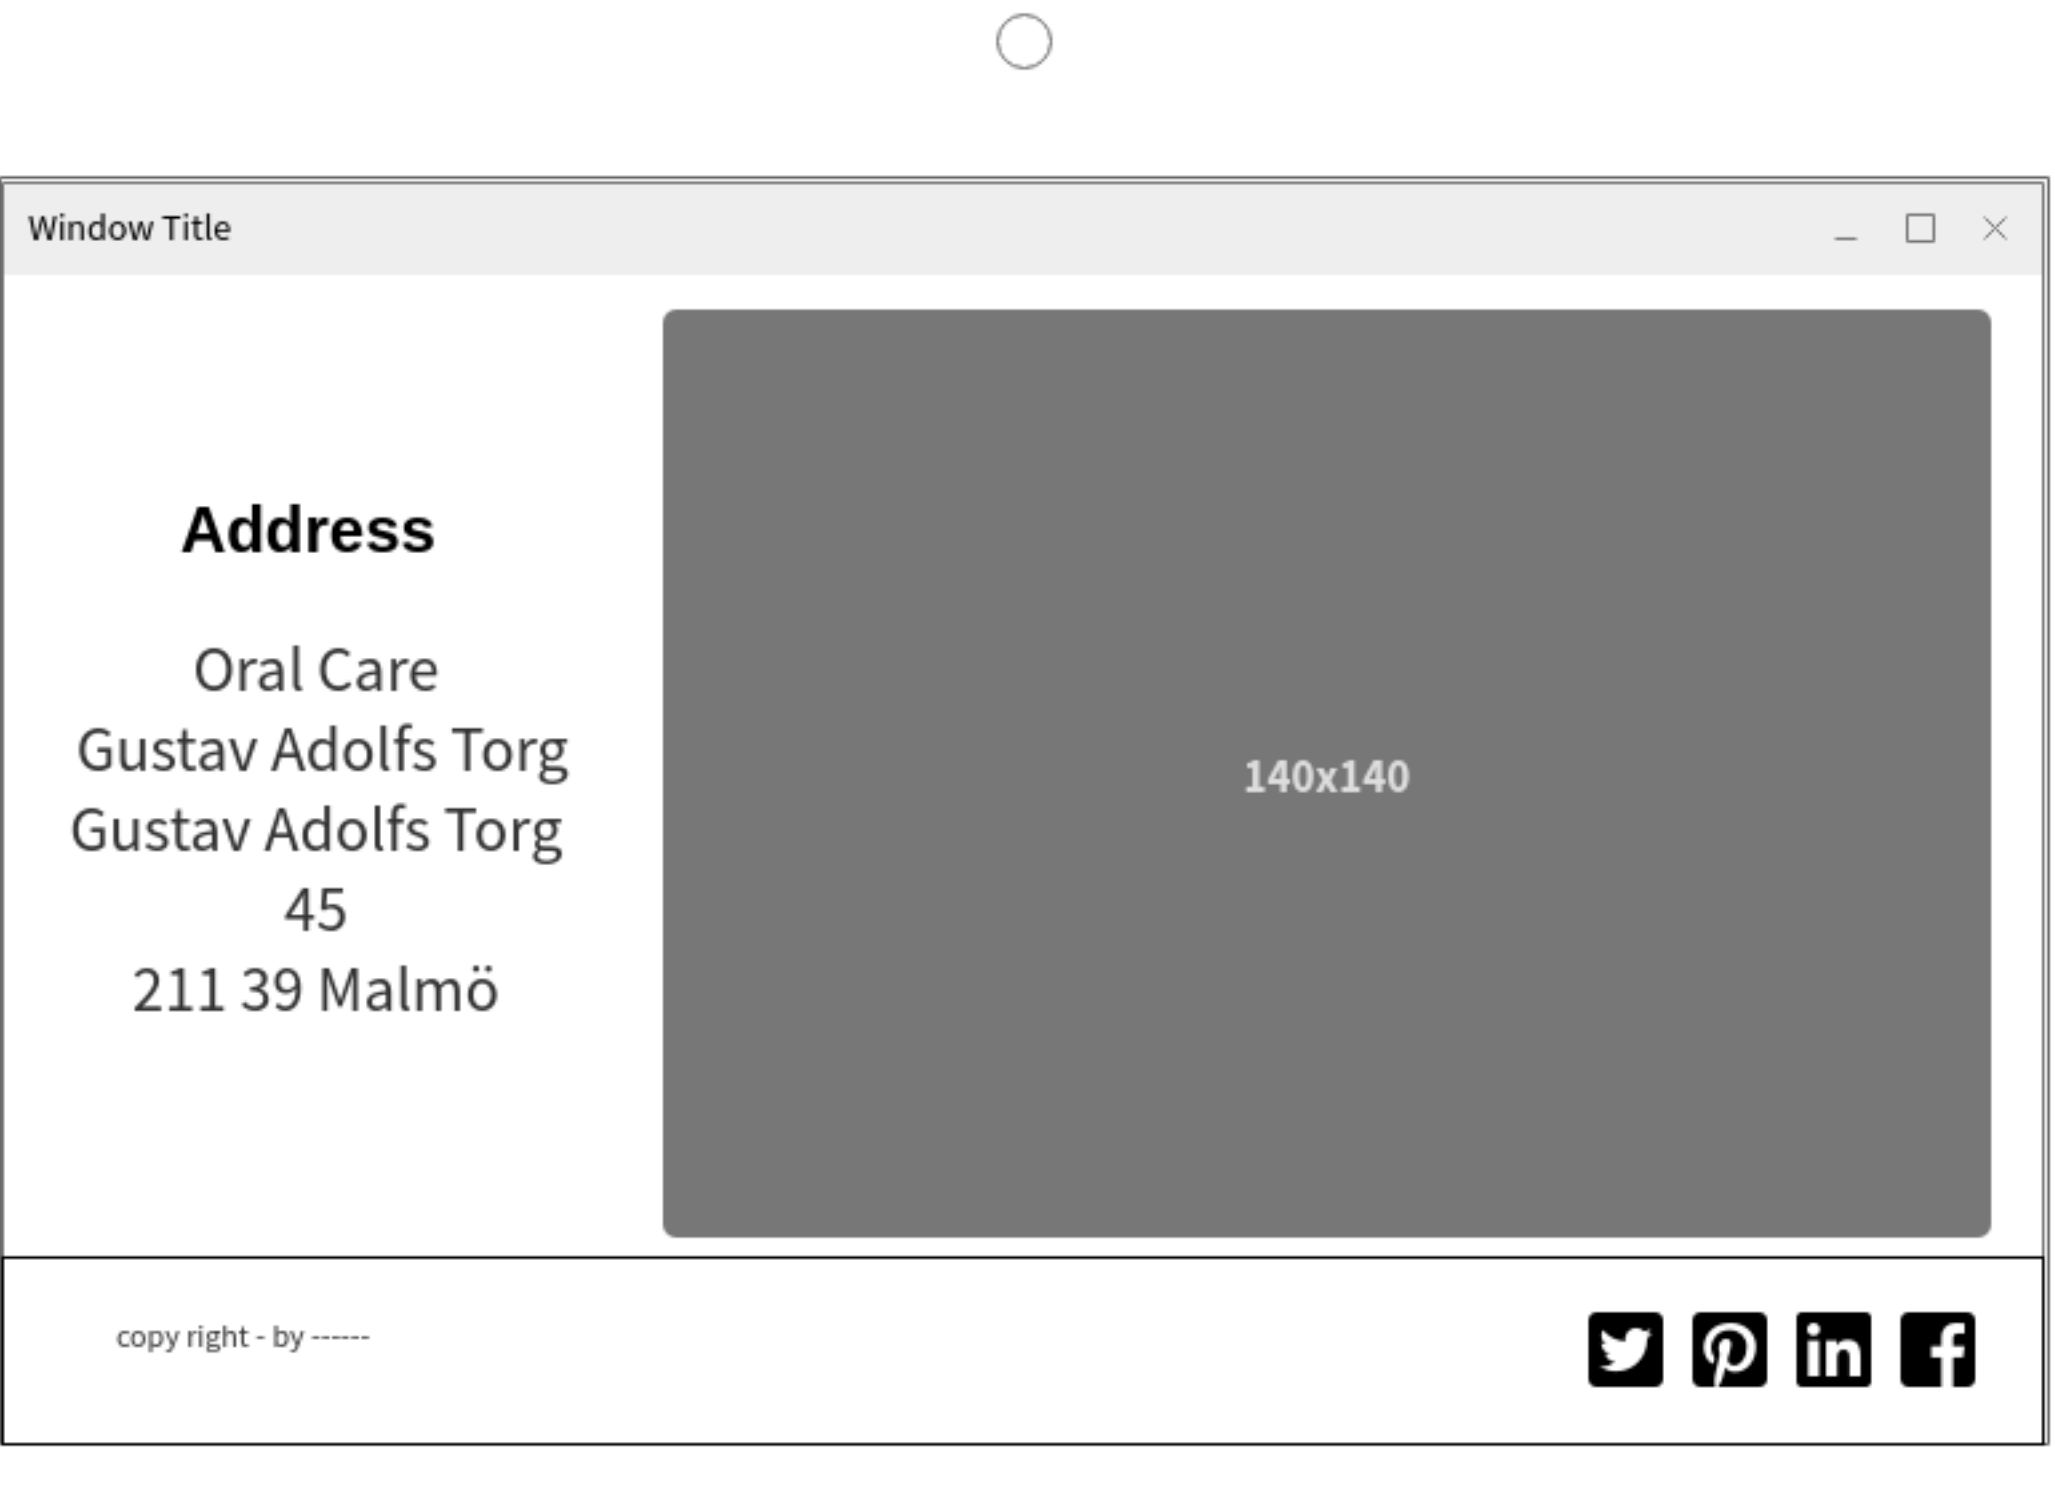 Window Title
Address
Oral Care
Gustav Adolfs Torg
Gustav Adolfs Torg
45
211 39 Malmö
140x140
copy right - by ------